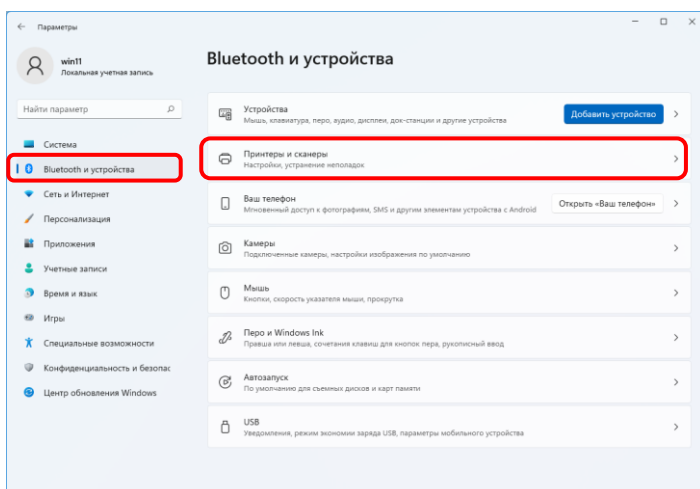 Параметры
win11
Локальная учетная запись
Найти параметр
Система
Bluetooth и устройства
Сеть и Интернет
Персонализация
Приложения
Учетные записи
Время и язык
Игры
Специальные возможности
Конфиденциальность и безопас
Центр обновления Windows
Bluetooth и устройства
Устройства
Мышь, клавиатура, перо, аудио, дисплеи, док-станции и другие устройства
Добавить устройство
Принтеры и сканеры
Настройки, устранение неполадок
Ваш телефон
Мгновенный доступ к фотографиям, SMS и другим элементам устройства с Android
Открыть «Ваш телефон»
Камеры
Подключенные камеры, настройки изображения по умолчанию
Мышь
Кнопки, скорость указателя мыши, прокрутка
Перо и Windows Ink
Правша или левша, сочетания клавиш для кнопок пера, рукописный ввод
Автозапуск
По умолчанию для съемных дисков и карт памяти
USB
Уведомления, режим экономии заряда USB, параметры мобильного устройства